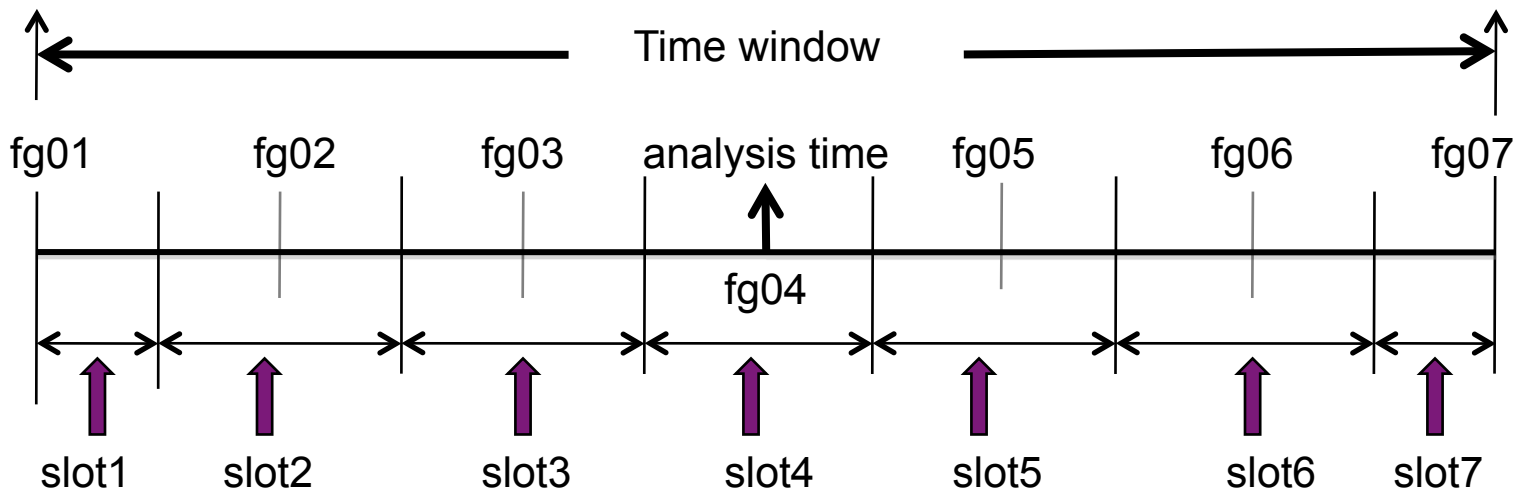 Time window
fg01 fg02 fg03 analysis time fg05 fg06 fg07
fg04
slot1 slot2 slot3 slot4 slot5 slot6 slot7